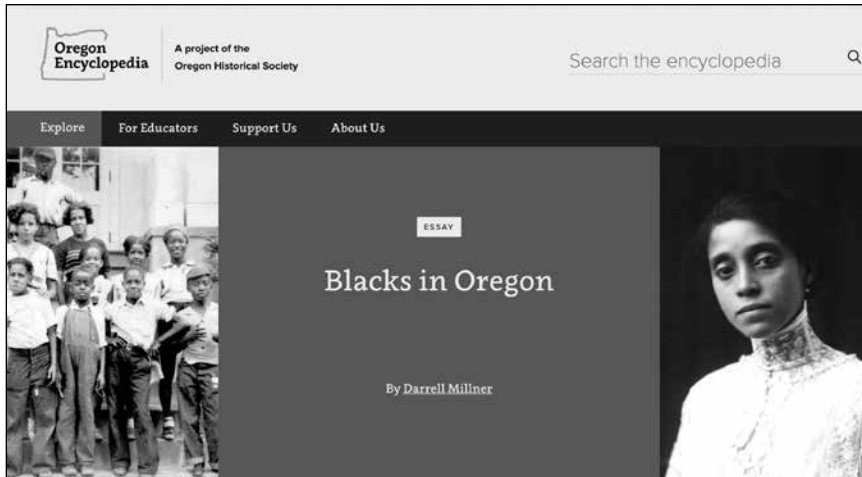 Oregon
Encyclopedia
A project of the
Oregon Historical Society
Search the encyclopedia
Explore
For Educators
Support Us
About Us
ESSAY
Blacks in Oregon
By Darrell Millner